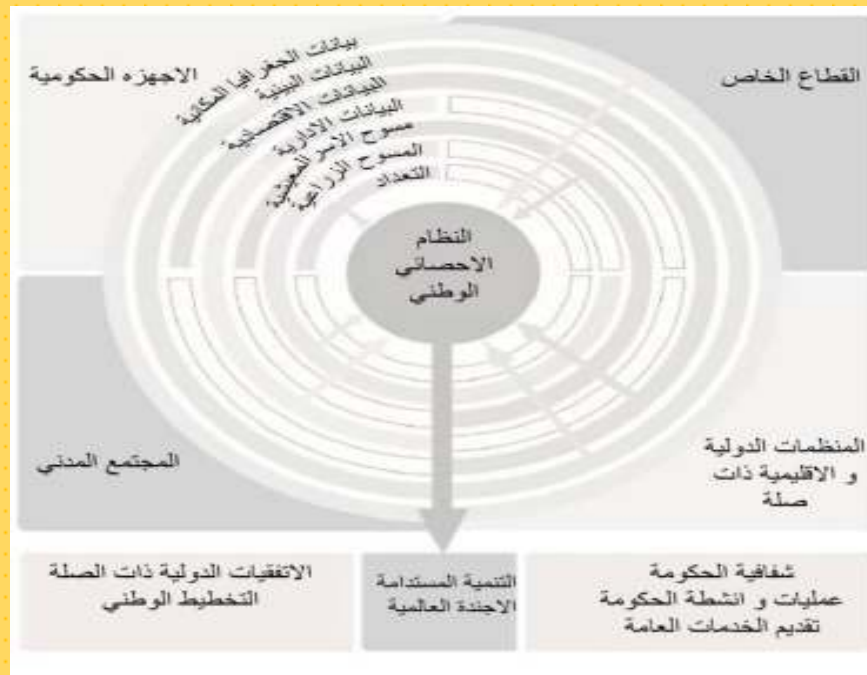 القطاع الخاص
الاجهزه الحكومية
بيانات الجغرافيا المكانية
البيانات البيئية
البيانات الاقتصادية
البيانات الادارية
مسوح الاسر المعيشية
المسوح الزراعية
التعداد
النظام
الاحصائي
الوطني
المنظمات الدولية
و الاقليمية ذات
صلة
المجتمع المدني
شفافية الحكومة
عمليات و انشطة الحكومة
تقديم الخدمات العامة
التنمية المستدامة
الاجندة العالمية
الاتفقيات الدولية ذات الصلة
التخطيط الوطني